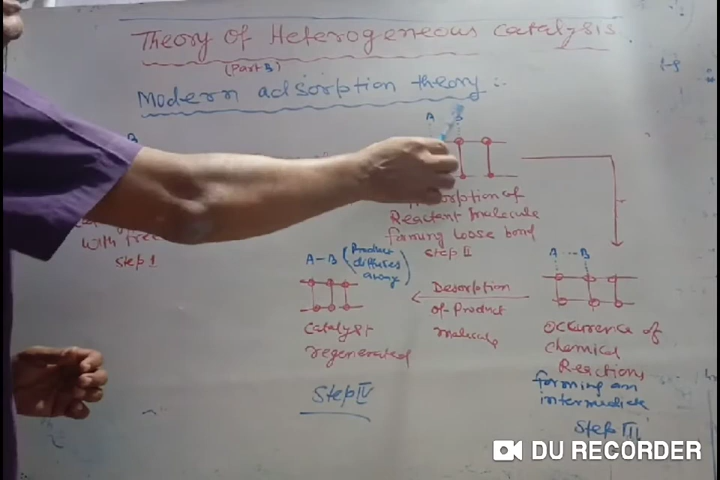 Theory of Heterogeneous catalysis
(Part B)
Modern adsorption theory :-
B
A B
Reactant Molecule
forming loose bond
Step II
with free
Step I
A-B (Product
diffuses
away)
A --- B
Desorption
of Product
molecule
Catalyst
regenerated
Step IV
Occurrence of
chemical
Reactions
forming an
intermediate
Step III
DU RECORDER